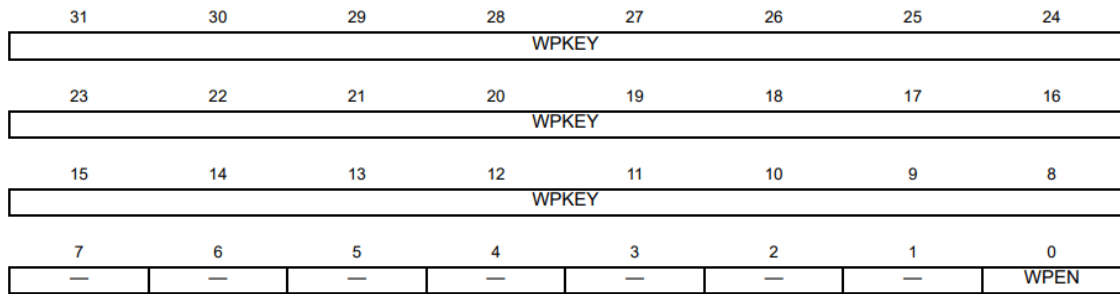 31 30 29 28 27 26 25 24
WPKEY
23 22 21 20 19 18 17 16
WPKEY
15 14 13 12 11 10 9 8
WPKEY
7 6 5 4 3 2 1 0
— — — — — — — WPEN